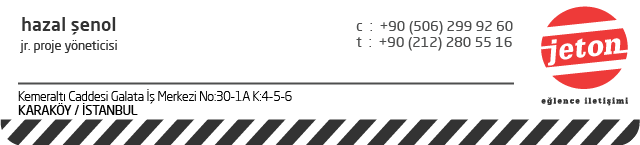 hazal şenol
jr. proje yöneticisi
c : +90 (506) 299 92 60
t : +90 (212) 280 55 16
jeton
eğlence iletişimi
Kemeraltı Caddesi Galata İş Merkezi No:30-1A K:4-5-6
KARAKÖY / İSTANBUL